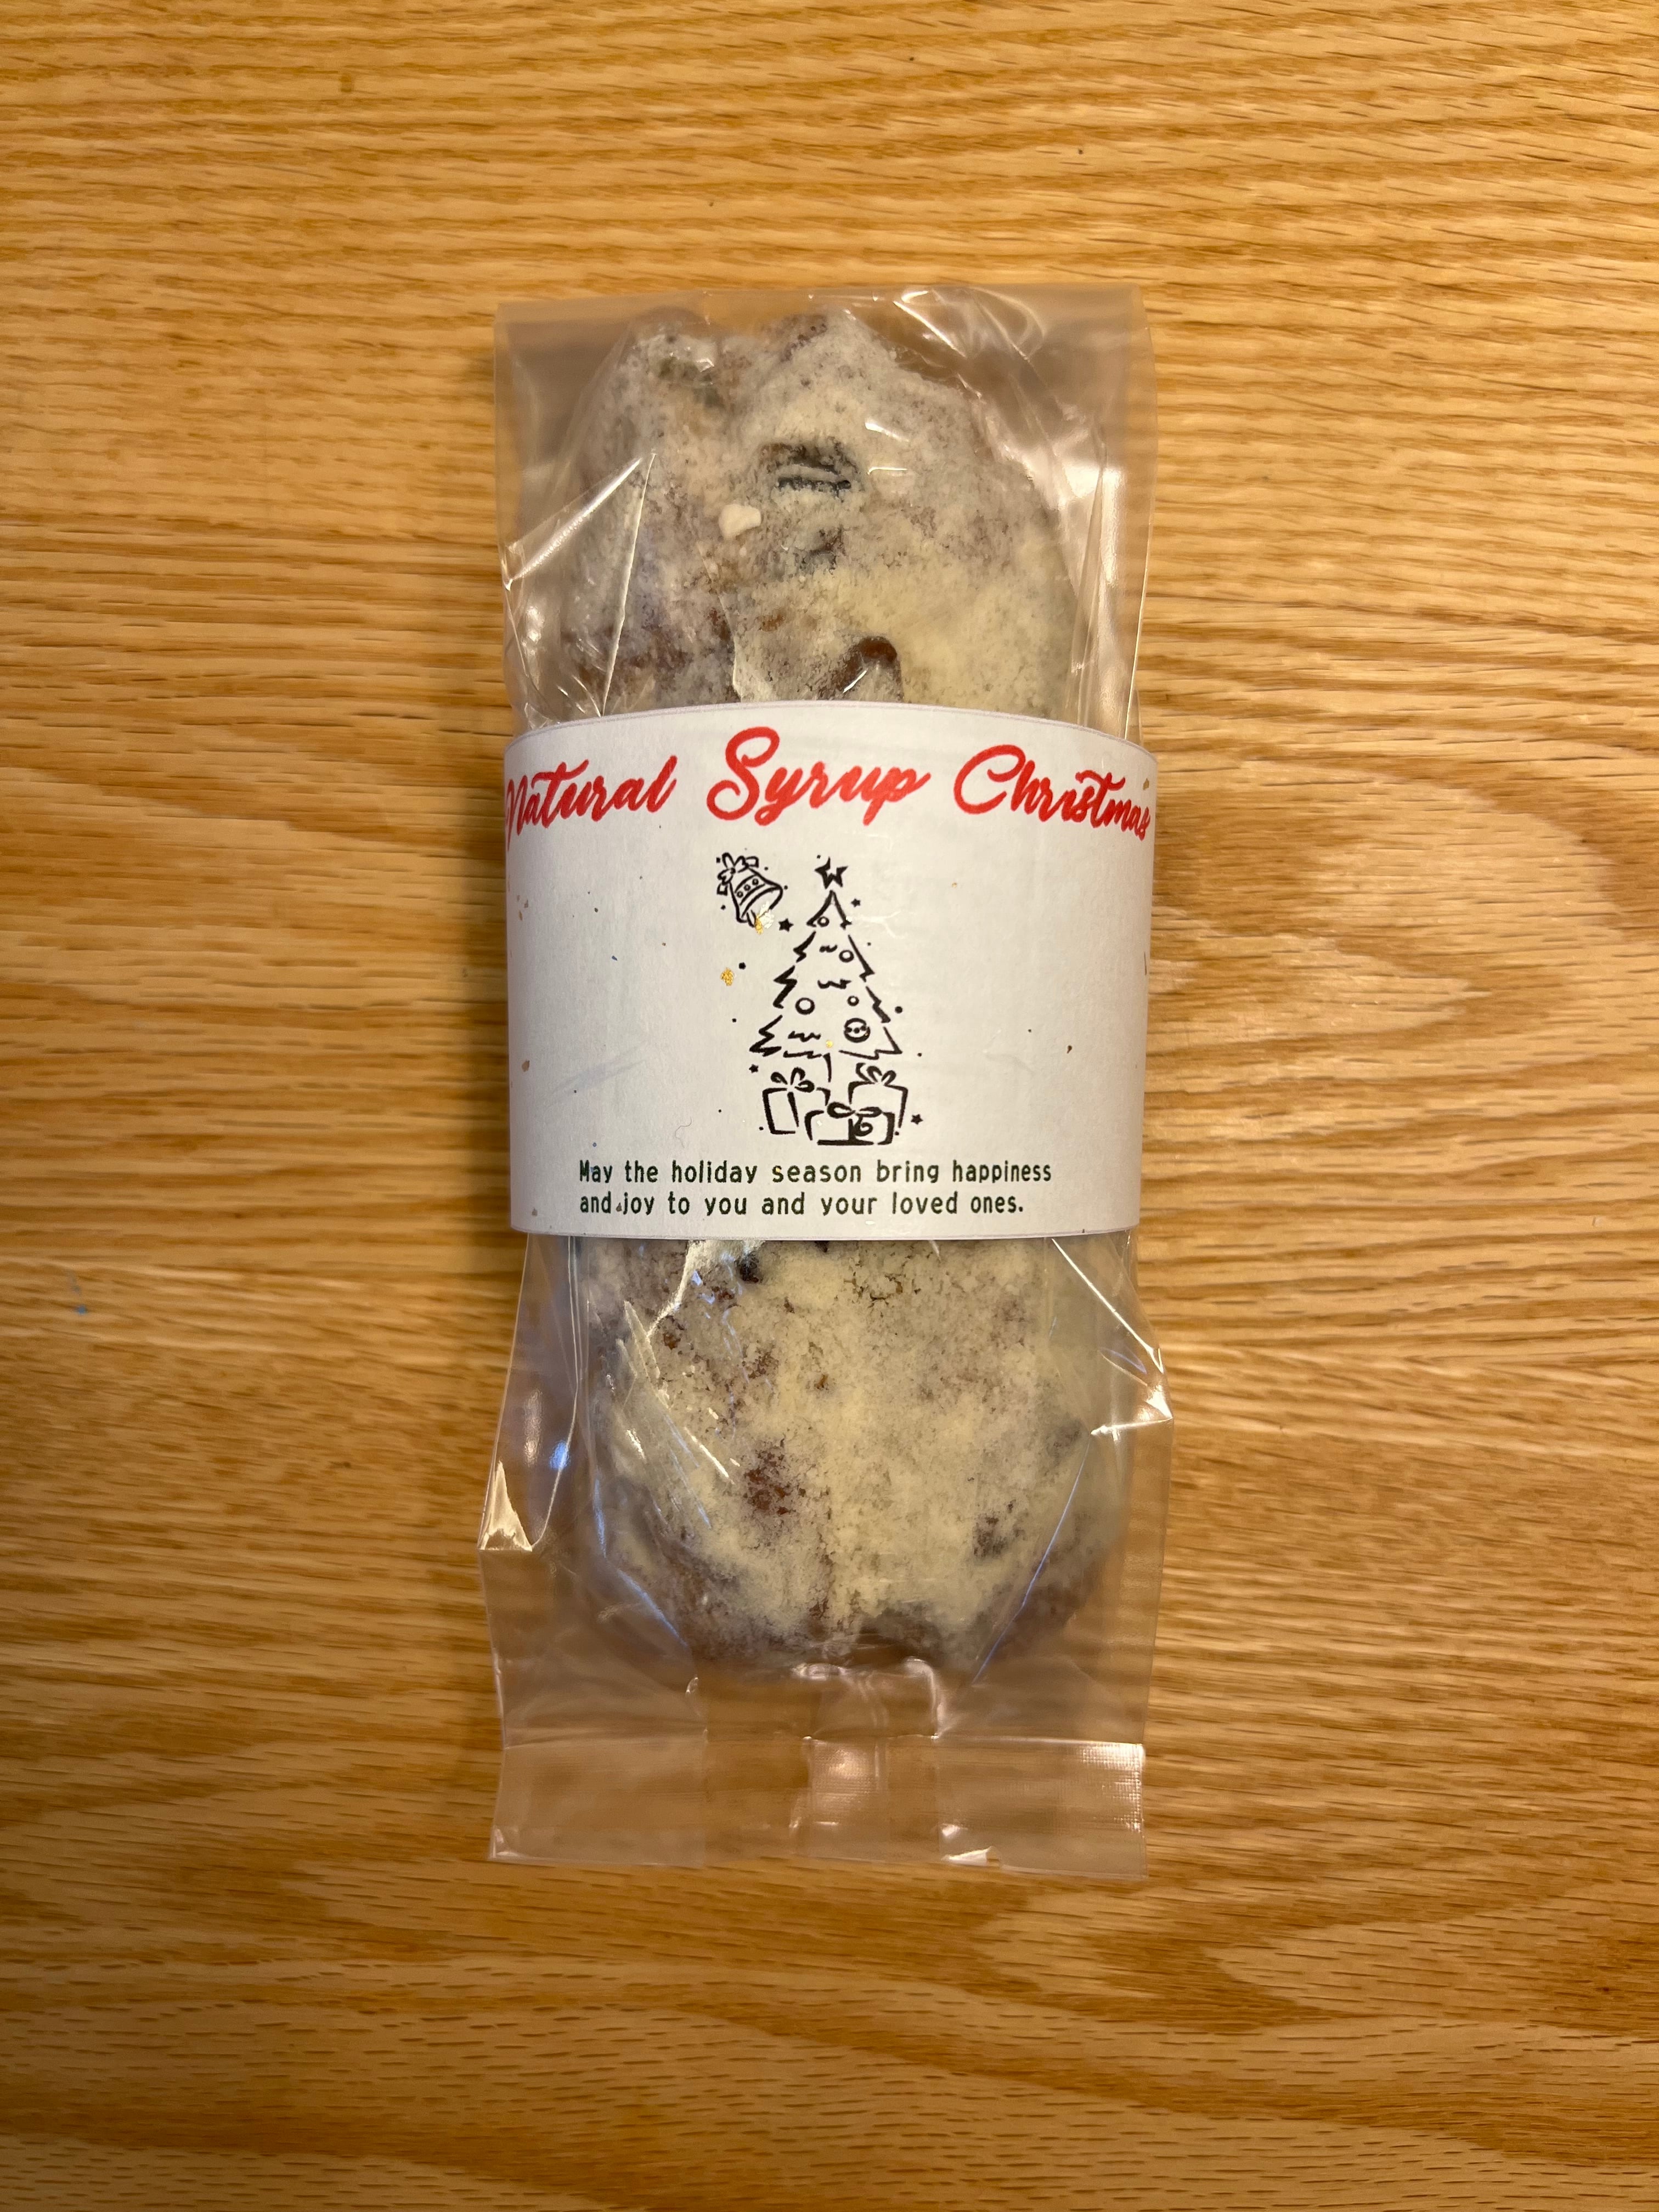 Natural Syrup Christmas
May the holiday season bring happiness
and joy to you and your loved ones.